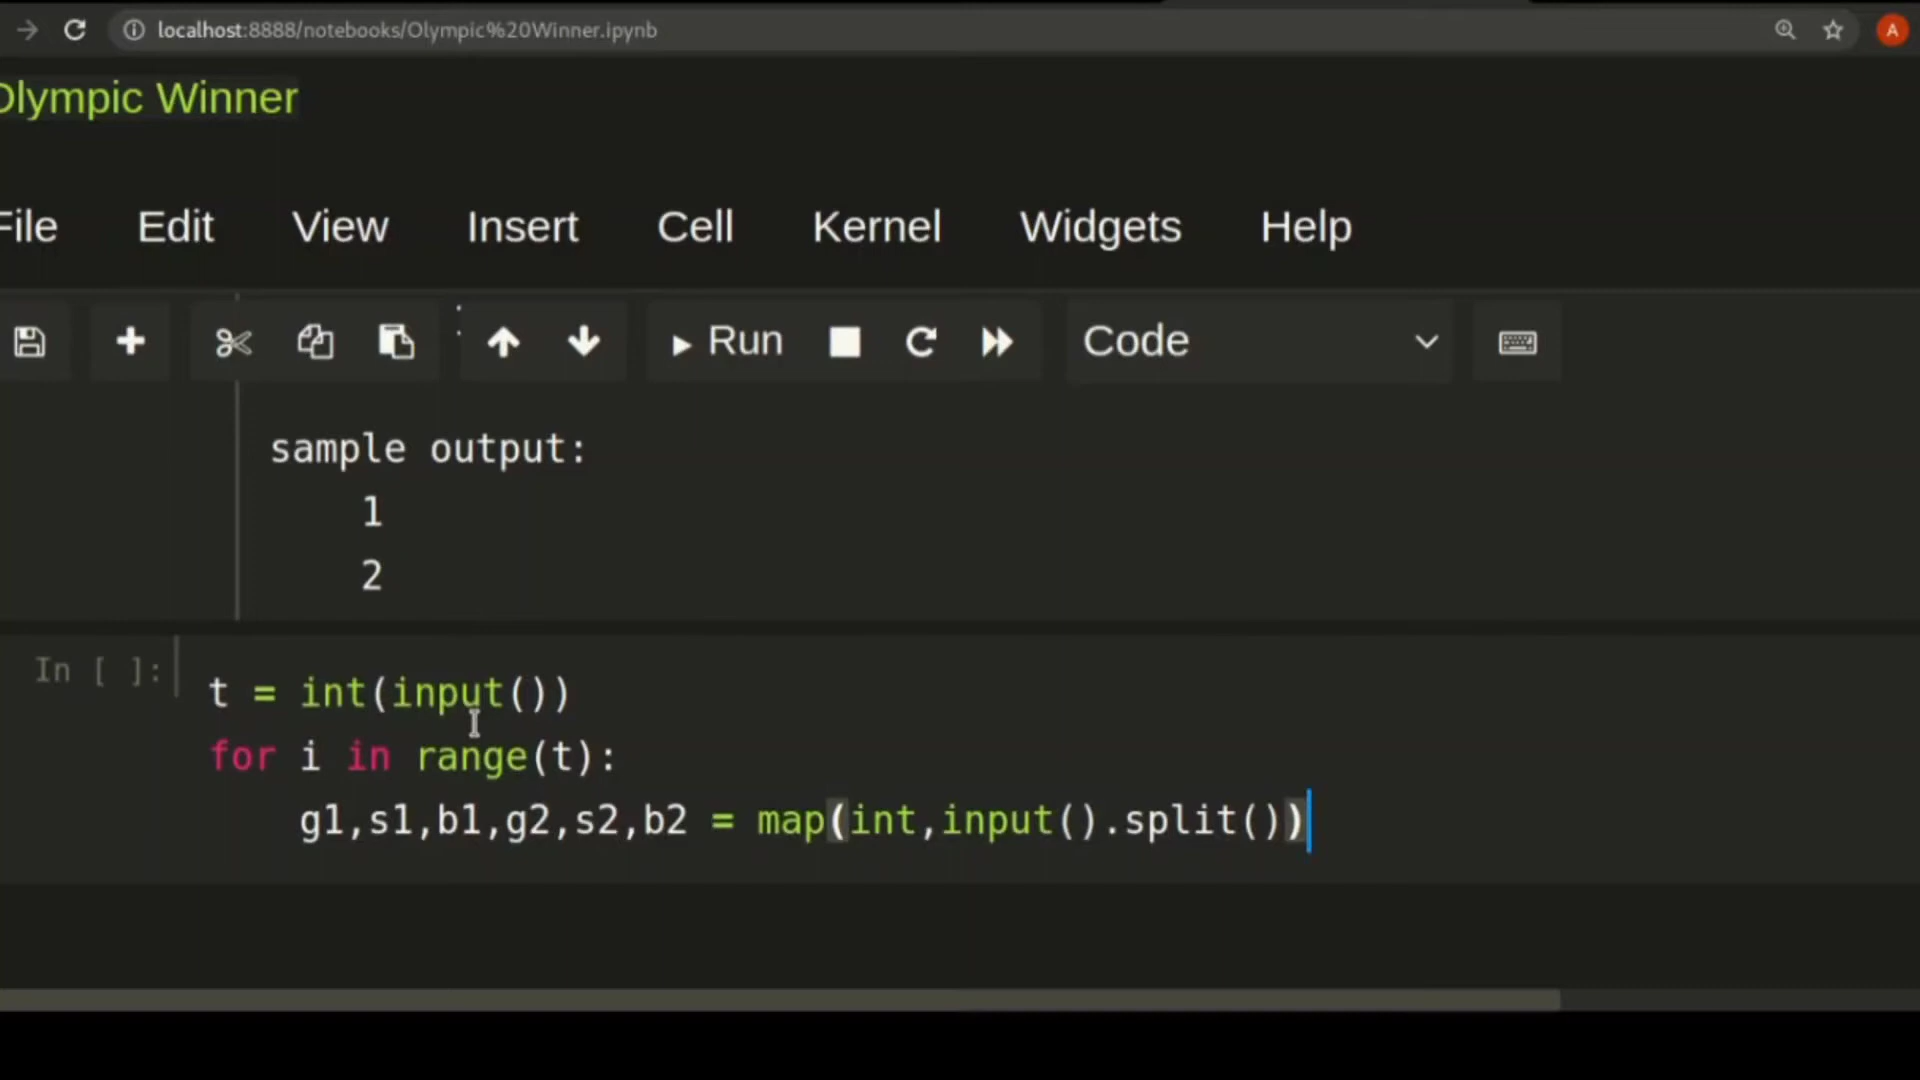 localhost:8888/notebooks/Olympic%20Winner.ipynb
A
Olympic Winner
File Edit View Insert Cell Kernel Widgets Help
Run Code
sample output:
1
2
In [ ]:
t = int(input())
for i in range(t):
g1,s1,b1,g2,s2,b2 = map(int,input().split())